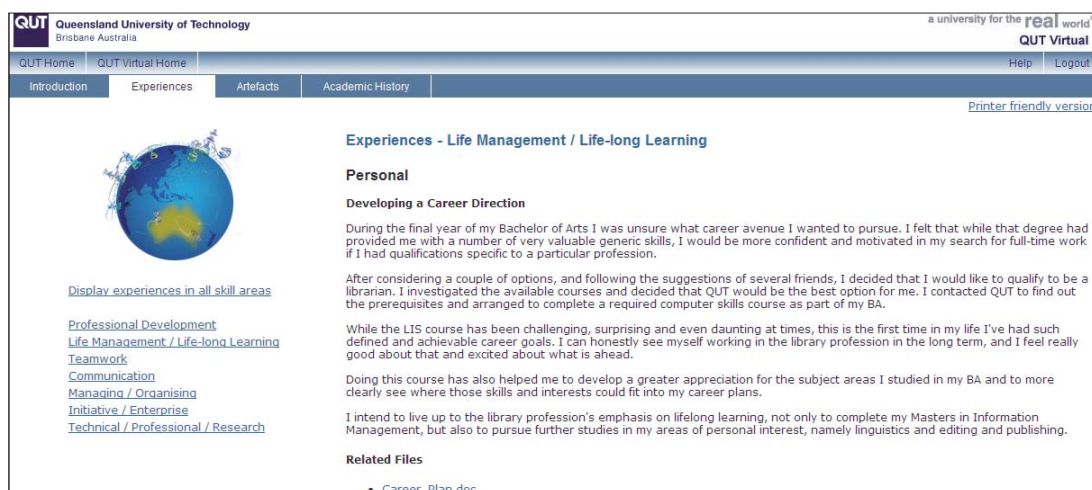 QUT Queensland University of Technology
Brisbane Australia
a university for the real world
QUT Virtual
QUT Home QUT Virtual Home Help Logout
Introduction Experiences Artefacts Academic History
Printer friendly version
Experiences - Life Management / Life-long Learning
Personal
Developing a Career Direction
During the final year of my Bachelor of Arts I was unsure what career avenue I wanted to pursue. I felt that while that degree had
provided me with a number of very valuable generic skills, I would be more confident and motivated in my search for full-time work
if I had qualifications specific to a particular profession.
After considering a couple of options, and following the suggestions of several friends, I decided that I would like to qualify to be a
librarian. I investigated the available courses and decided that QUT would be the best option for me. I contacted QUT to find out
the prerequisites and arranged to complete a required computer skills course as part of my BA.
While the LIS course has been challenging, surprising and even daunting at times, this is the first time in my life I've had such
defined and achievable career goals. I can honestly see myself working in the library profession in the long term, and I feel really
good about that and excited about what is ahead.
Doing this course has also helped me to develop a greater appreciation for the subject areas I studied in my BA and to more
clearly see where those skills and interests could fit into my career plans.
I intend to live up to the library profession's emphasis on lifelong learning, not only to complete my Masters in Information
Management, but also to pursue further studies in my areas of personal interest, namely linguistics and editing and publishing.
Related Files
• Career Plan.doc
Display experiences in all skill areas
Professional Development
Life Management / Life-long Learning
Teamwork
Communication
Managing / Organising
Initiative / Enterprise
Technical / Professional / Research